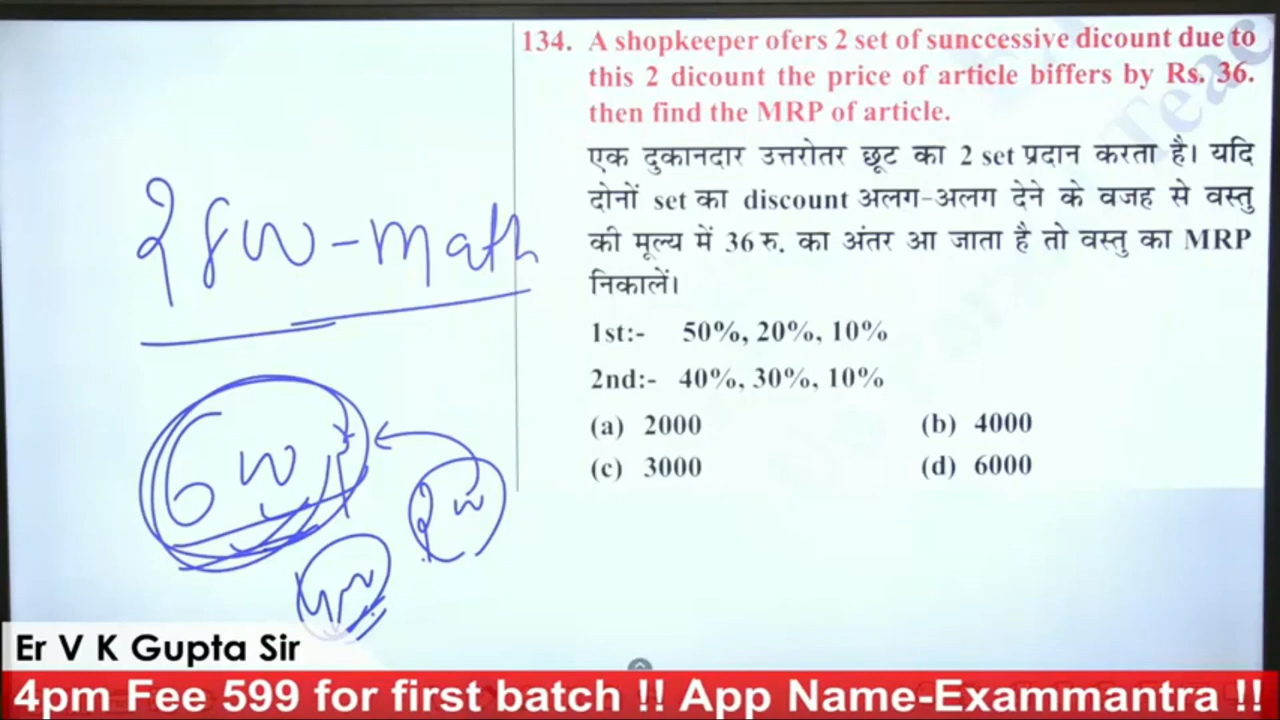 134. A shopkeeper ofers 2 set of sunccessive dicount due to
this 2 dicount the price of article biffers by Rs. 36.
then find the MRP of article.
एक दुकानदार उत्तरोतर छूट का 2 set प्रदान करता है। यदि
दोनों set का discount अलग-अलग देने के वजह से वस्तु
की मूल्य में 36 रु. का अंतर आ जाता है तो वस्तु का MRP
निकालें।
1st:- 50%, 20%, 10%
2nd:- 40%, 30%, 10%
(a) 2000 (b) 4000
(c) 3000 (d) 6000
- math
6 w
Er V K Gupta Sir
4pm Fee 599 for first batch !! App Name-Exammantra !!